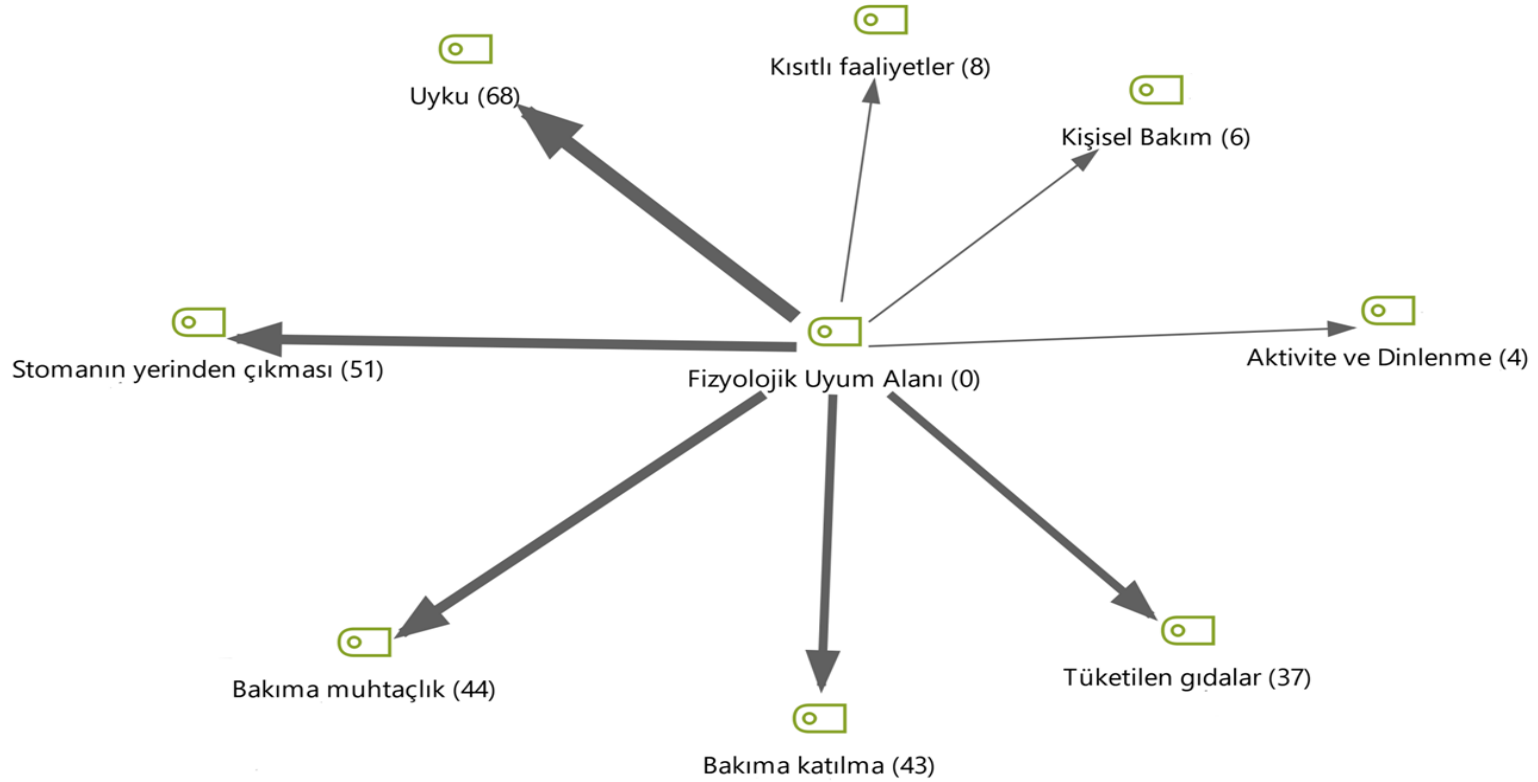 Kısıtlı faaliyetler (8)
Uyku (68)
Kişisel Bakım (6)
Aktivite ve Dinlenme (4)
Stomanın yerinden çıkması (51)
Fizyolojik Uyum Alanı (0)
Bakıma muhtaçlık (44)
Tüketilen gıdalar (37)
Bakıma katılma (43)